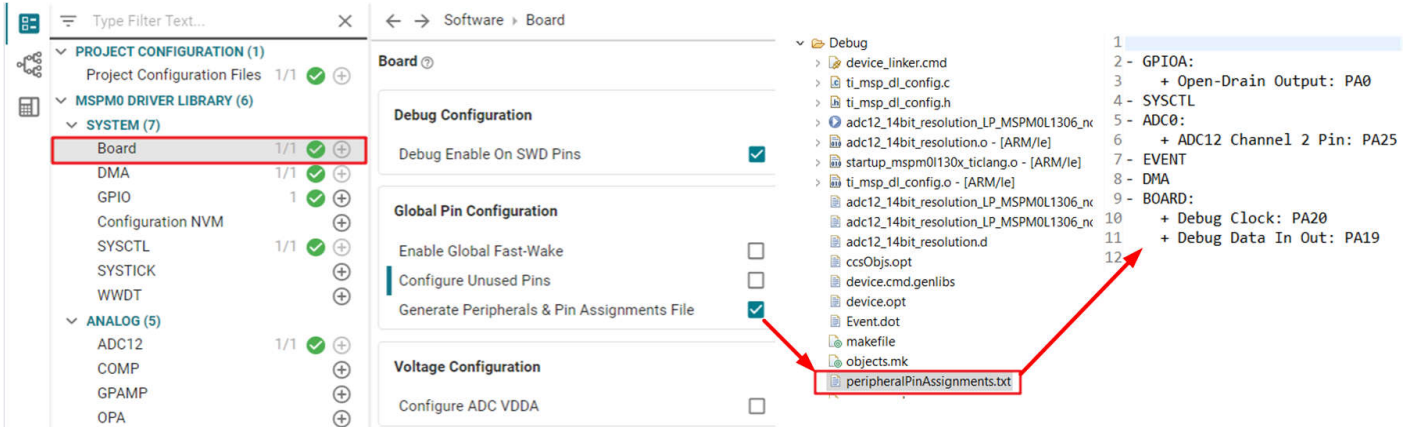 Type Filter Text...
PROJECT CONFIGURATION (1)
Project Configuration Files 1/1
MSPM0 DRIVER LIBRARY (6)
SYSTEM (7)
Board 1/1
DMA 1/1
GPIO 1
Configuration NVM
SYSCTL 1/1
SYSTICK
WWDT
ANALOG (5)
ADC12 1/1
COMP
GPAMP
OPA
Software › Board
Board
Debug Configuration
Debug Enable On SWD Pins
Global Pin Configuration
Enable Global Fast-Wake
Configure Unused Pins
Generate Peripherals & Pin Assignments File
Voltage Configuration
Configure ADC VDDA
Debug
device_linker.cmd
ti_msp_dl_config.c
ti_msp_dl_config.h
adc12_14bit_resolution_LP_MSPM0L1306_nc
adc12_14bit_resolution.o - [ARM/le]
startup_mspm0l130x_ticlang.o - [ARM/le]
ti_msp_dl_config.o - [ARM/le]
adc12_14bit_resolution_LP_MSPM0L1306_nc
adc12_14bit_resolution_LP_MSPM0L1306_nc
adc12_14bit_resolution.d
ccsObjs.opt
device.cmd.genlibs
device.opt
Event.dot
makefile
objects.mk
peripheralPinAssignments.txt
1
2 - GPIOA:
3 + Open-Drain Output: PA0
4 - SYSCTL
5 - ADC0:
6 + ADC12 Channel 2 Pin: PA25
7 - EVENT
8 - DMA
9 - BOARD:
10 + Debug Clock: PA20
11 + Debug Data In Out: PA19
12